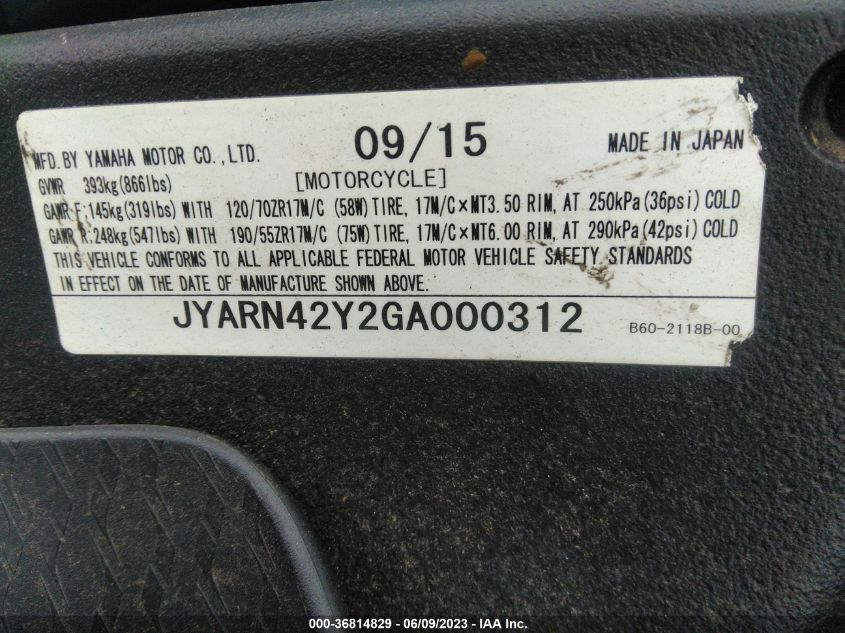 MFD. BY YAMAHA MOTOR CO., LTD. 09/15 MADE IN JAPAN
GVWR 393kg(866lbs) [MOTORCYCLE]
GAWR F:145kg(319lbs) WITH 120/70ZR17M/C (58W) TIRE, 17M/C×MT3.50 RIM, AT 250kPa(36psi) COLD
GAWR R:248kg(547lbs) WITH 190/55ZR17M/C (75W) TIRE, 17M/C×MT6.00 RIM, AT 290kPa(42psi) COLD
THIS VEHICLE CONFORMS TO ALL APPLICABLE FEDERAL MOTOR VEHICLE SAFETY STANDARDS
IN EFFECT ON THE DATE OF MANUFACTURE SHOWN ABOVE.
JYARN42Y2GA000312 B60-2118B-00
000-36814829 - 06/09/2023 - IAA Inc.